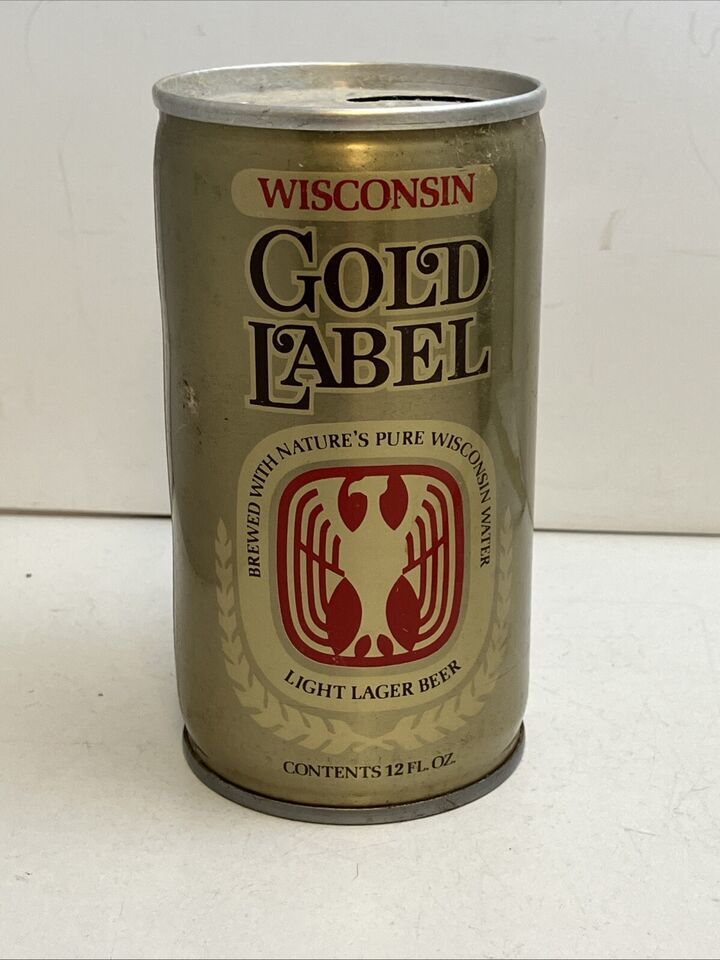 WISCONSIN
GOLD
LABEL
BREWED WITH NATURE'S PURE WISCONSIN WATER
LIGHT LAGER BEER
CONTENTS 12 FL. OZ.